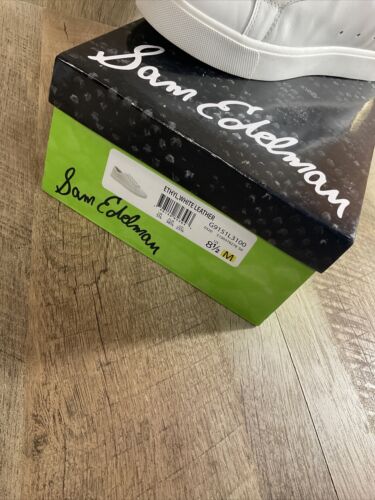 Sam Edelman
Sam Edelman
ETHYL:WHITE LEATHER
G9151L3100
8½ M